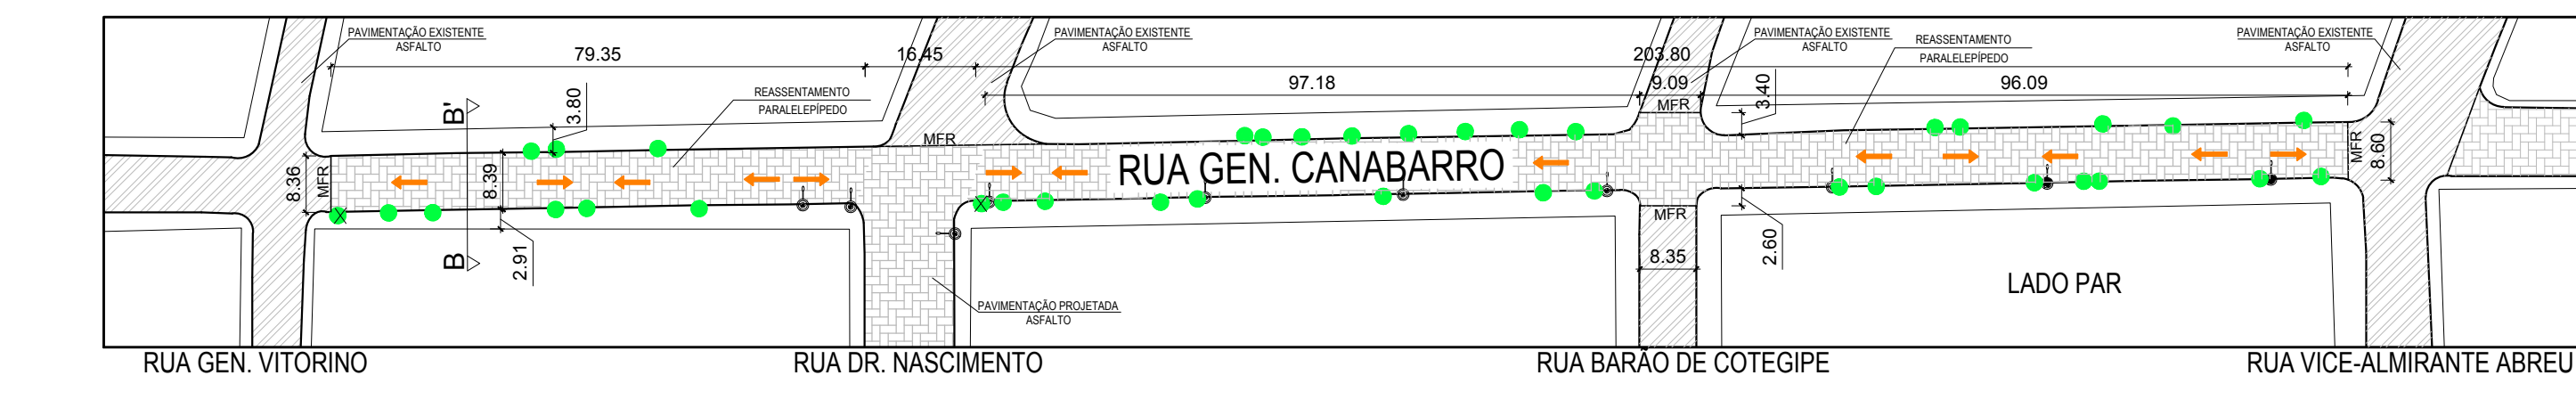 PAVIMENTAÇÃO EXISTENTE
ASFALTO
79.35
16.45
PAVIMENTAÇÃO EXISTENTE
ASFALTO
203.80
PAVIMENTAÇÃO EXISTENTE
ASFALTO
REASSENTAMENTO
PARALELEPÍPEDO
PAVIMENTAÇÃO EXISTENTE
ASFALTO
97.18
9.09
96.09
REASSENTAMENTO
PARALELEPÍPEDO
B'
3.80
3.40
MFR
MFR
8.36
MFR
8.39
RUA GEN. CANABARRO
MFR
8.60
MFR
B
2.91
2.60
8.35
LADO PAR
PAVIMENTAÇÃO PROJETADA
ASFALTO
RUA GEN. VITORINO
RUA DR. NASCIMENTO
RUA BARÃO DE COTEGIPE
RUA VICE-ALMIRANTE ABREU